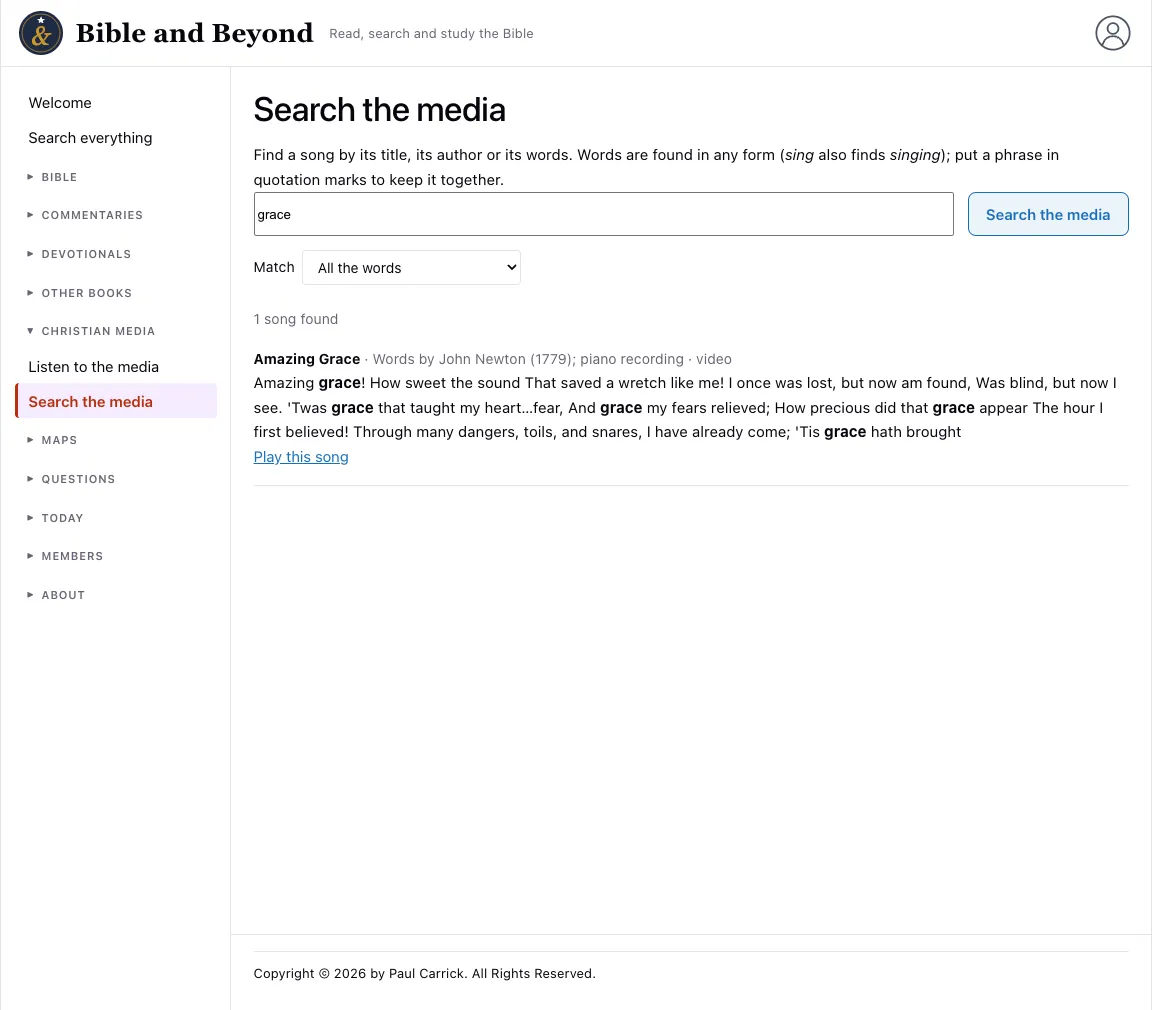 &
Bible and Beyond
Read, search and study the Bible
Welcome
Search everything
▸ BIBLE
▸ COMMENTARIES
▸ DEVOTIONALS
▸ OTHER BOOKS
▾ CHRISTIAN MEDIA
Listen to the media
Search the media
▸ MAPS
▸ QUESTIONS
▸ TODAY
▸ MEMBERS
▸ ABOUT
Search the media
Find a song by its title, its author or its words. Words are found in any form (sing also finds singing); put a phrase in
quotation marks to keep it together.
grace
Search the media
Match
All the words
1 song found
Amazing Grace · Words by John Newton (1779); piano recording · video
Amazing grace! How sweet the sound That saved a wretch like me! I once was lost, but now am found, Was blind, but now I
see. 'Twas grace that taught my heart…fear, And grace my fears relieved; How precious did that grace appear The hour I
first believed! Through many dangers, toils, and snares, I have already come; 'Tis grace hath brought
Play this song
Copyright © 2026 by Paul Carrick. All Rights Reserved.